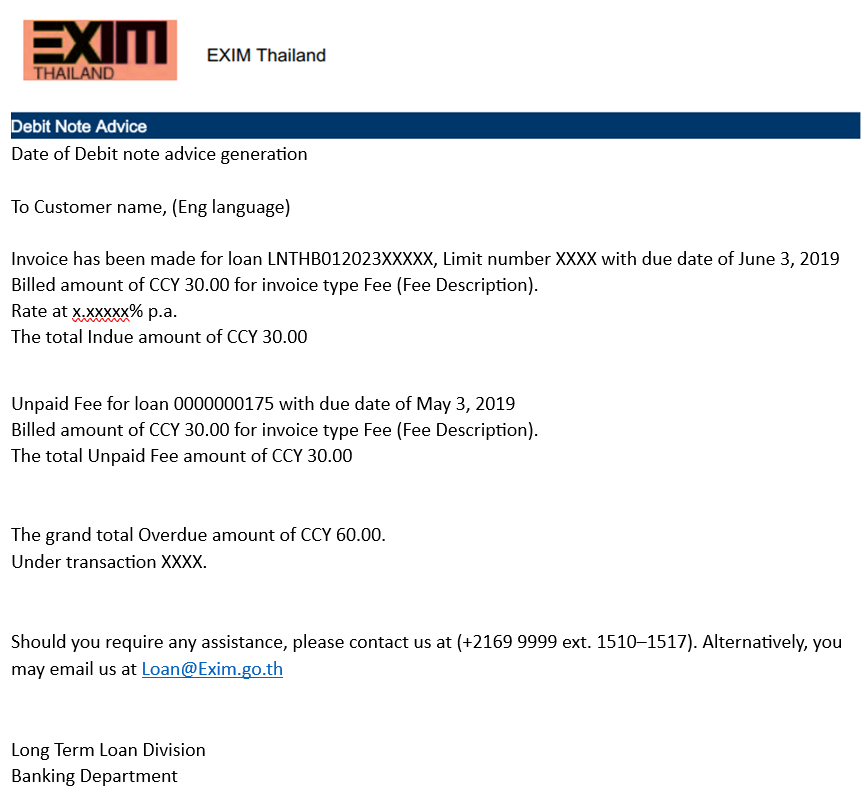 EXIM
THAILAND
EXIM Thailand
Debit Note Advice
Date of Debit note advice generation
To Customer name, (Eng language)
Invoice has been made for loan LNTHB012023XXXXX, Limit number XXXX with due date of June 3, 2019
Billed amount of CCY 30.00 for invoice type Fee (Fee Description).
Rate at x.xxxxx% p.a.
The total Indue amount of CCY 30.00
Unpaid Fee for loan 0000000175 with due date of May 3, 2019
Billed amount of CCY 30.00 for invoice type Fee (Fee Description).
The total Unpaid Fee amount of CCY 30.00
The grand total Overdue amount of CCY 60.00.
Under transaction XXXX.
Should you require any assistance, please contact us at (+2169 9999 ext. 1510–1517). Alternatively, you
may email us at Loan@Exim.go.th
Long Term Loan Division
Banking Department